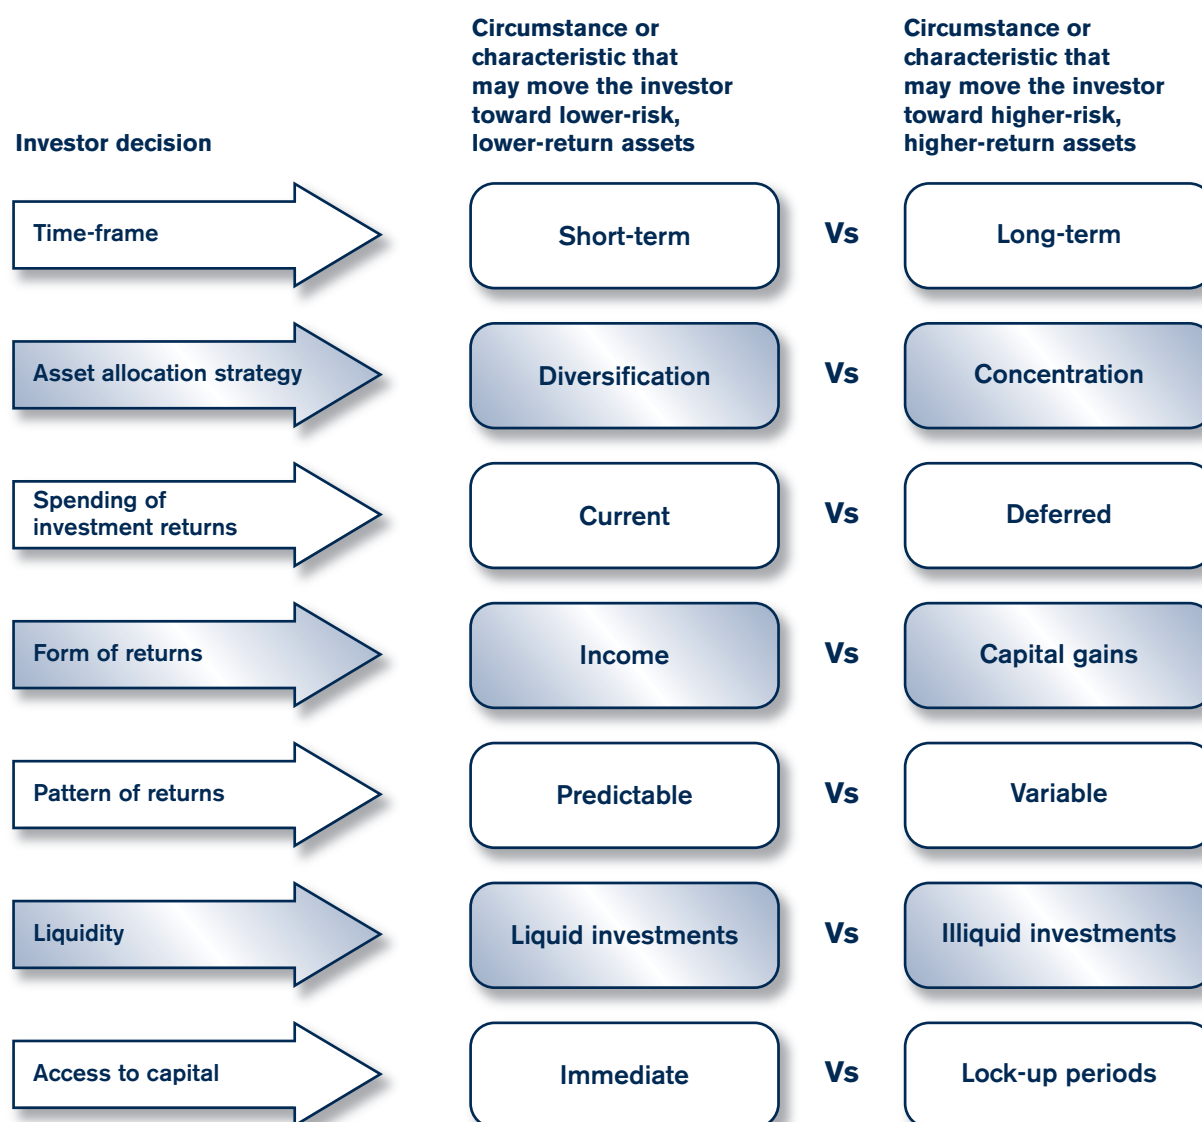 Investor decision
Circumstance or
characteristic that
may move the investor
toward lower-risk,
lower-return assets
Circumstance or
characteristic that
may move the investor
toward higher-risk,
higher-return assets
Time-frame
Short-term
Vs
Long-term
Asset allocation strategy
Diversification
Vs
Concentration
Spending of
investment returns
Current
Vs
Deferred
Form of returns
Income
Vs
Capital gains
Pattern of returns
Predictable
Vs
Variable
Liquidity
Liquid investments
Vs
Illiquid investments
Access to capital
Immediate
Vs
Lock-up periods